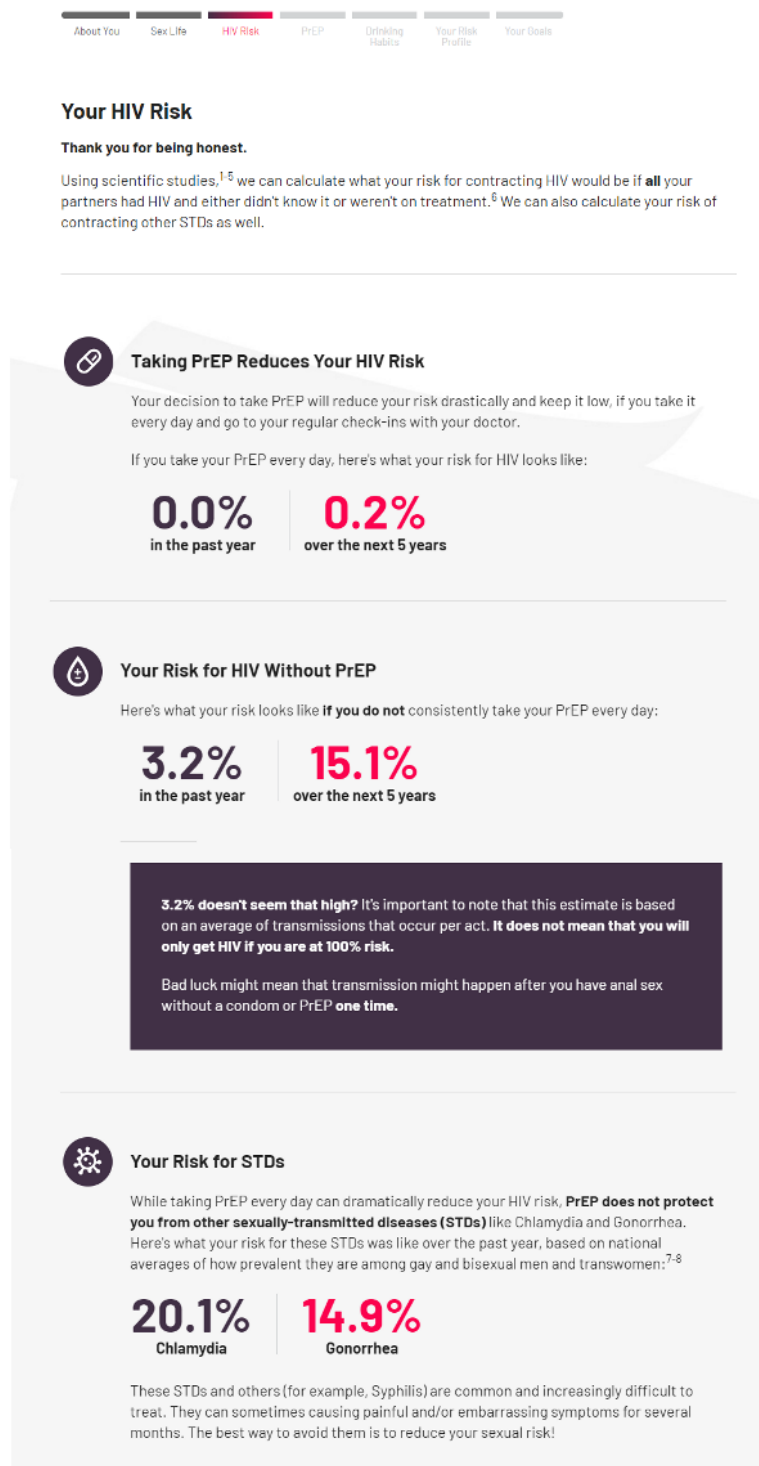 About You
Sex Life
HIV Risk
PrEP
Drinking
Habits
Your Risk
Profile
Your Goals
Your HIV Risk
Thank you for being honest.
Using scientific studies,1-5 we can calculate what your risk for contracting HIV would be if all your
partners had HIV and either didn't know it or weren't on treatment.6 We can also calculate your risk of
contracting other STDs as well.
Taking PrEP Reduces Your HIV Risk
Your decision to take PrEP will reduce your risk drastically and keep it low, if you take it
every day and go to your regular check-ins with your doctor.
If you take your PrEP every day, here's what your risk for HIV looks like:
0.0%
in the past year
0.2%
over the next 5 years
Your Risk for HIV Without PrEP
Here's what your risk looks like if you do not consistently take your PrEP every day:
3.2%
in the past year
15.1%
over the next 5 years
3.2% doesn't seem that high? It's important to note that this estimate is based
on an average of transmissions that occur per act. It does not mean that you will
only get HIV if you are at 100% risk.
Bad luck might mean that transmission might happen after you have anal sex
without a condom or PrEP one time.
Your Risk for STDs
While taking PrEP every day can dramatically reduce your HIV risk, PrEP does not protect
you from other sexually-transmitted diseases (STDs) like Chlamydia and Gonorrhea.
Here's what your risk for these STDs was like over the past year, based on national
averages of how prevalent they are among gay and bisexual men and transwomen:7-8
20.1%
Chlamydia
14.9%
Gonorrhea
These STDs and others (for example, Syphilis) are common and increasingly difficult to
treat. They can sometimes causing painful and/or embarrassing symptoms for several
months. The best way to avoid them is to reduce your sexual risk!